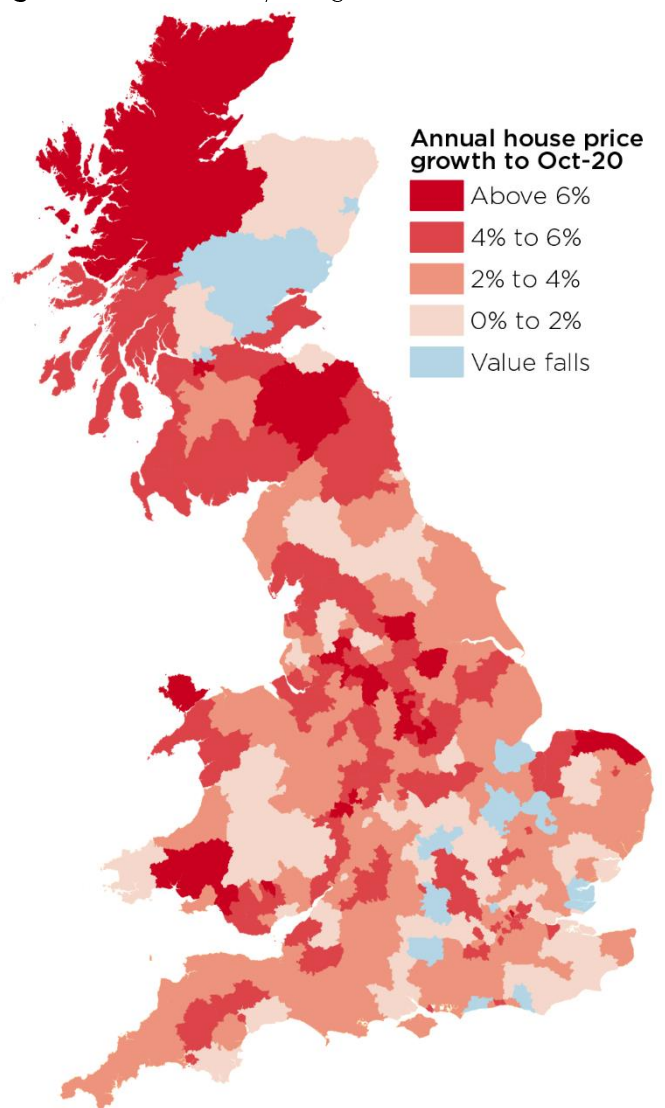 Annual house price
growth to Oct-20
Above 6%
4% to 6%
2% to 4%
0% to 2%
Value falls